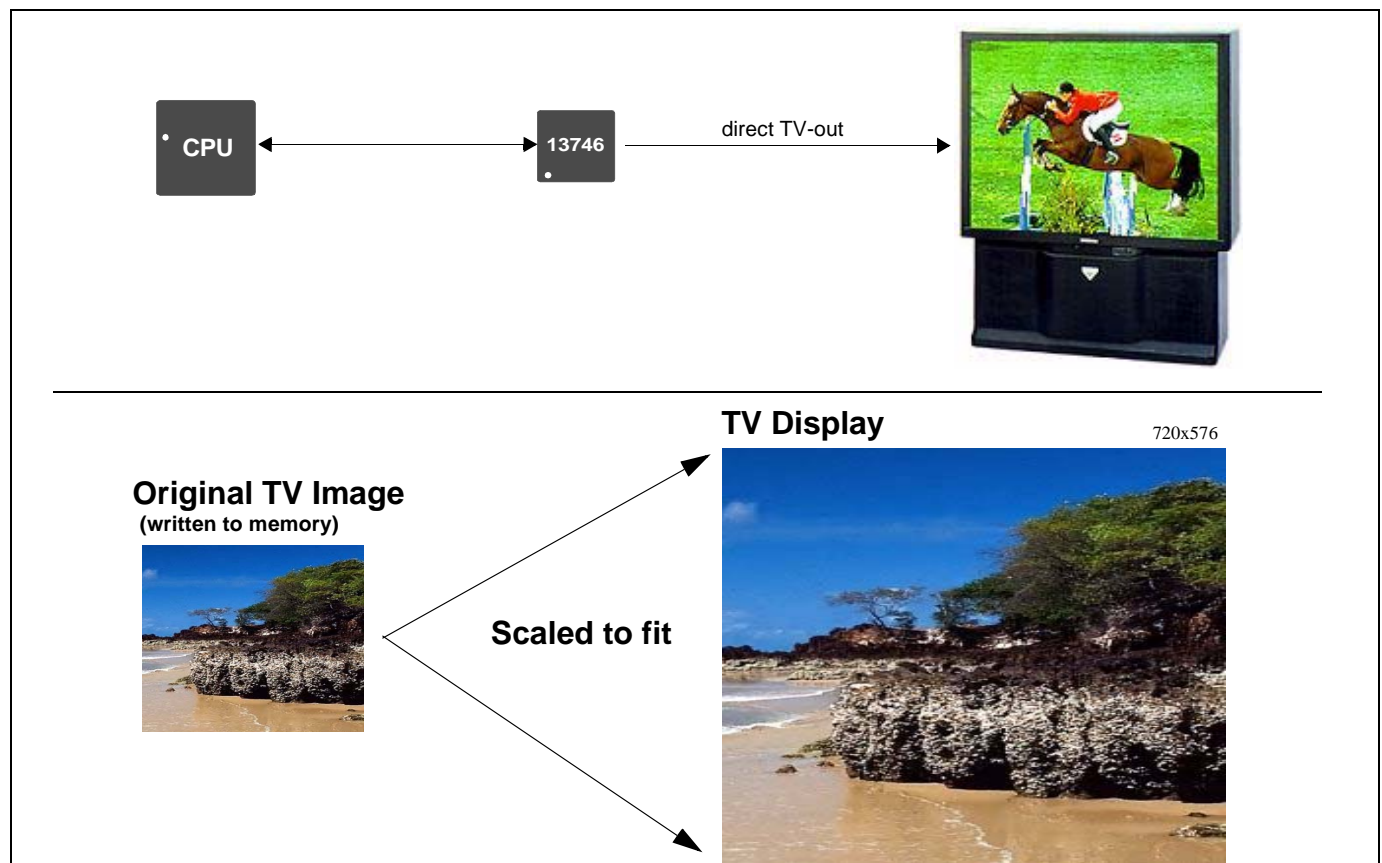 CPU
13746
direct TV-out
TV Display
720x576
Original TV Image
(written to memory)
Scaled to fit